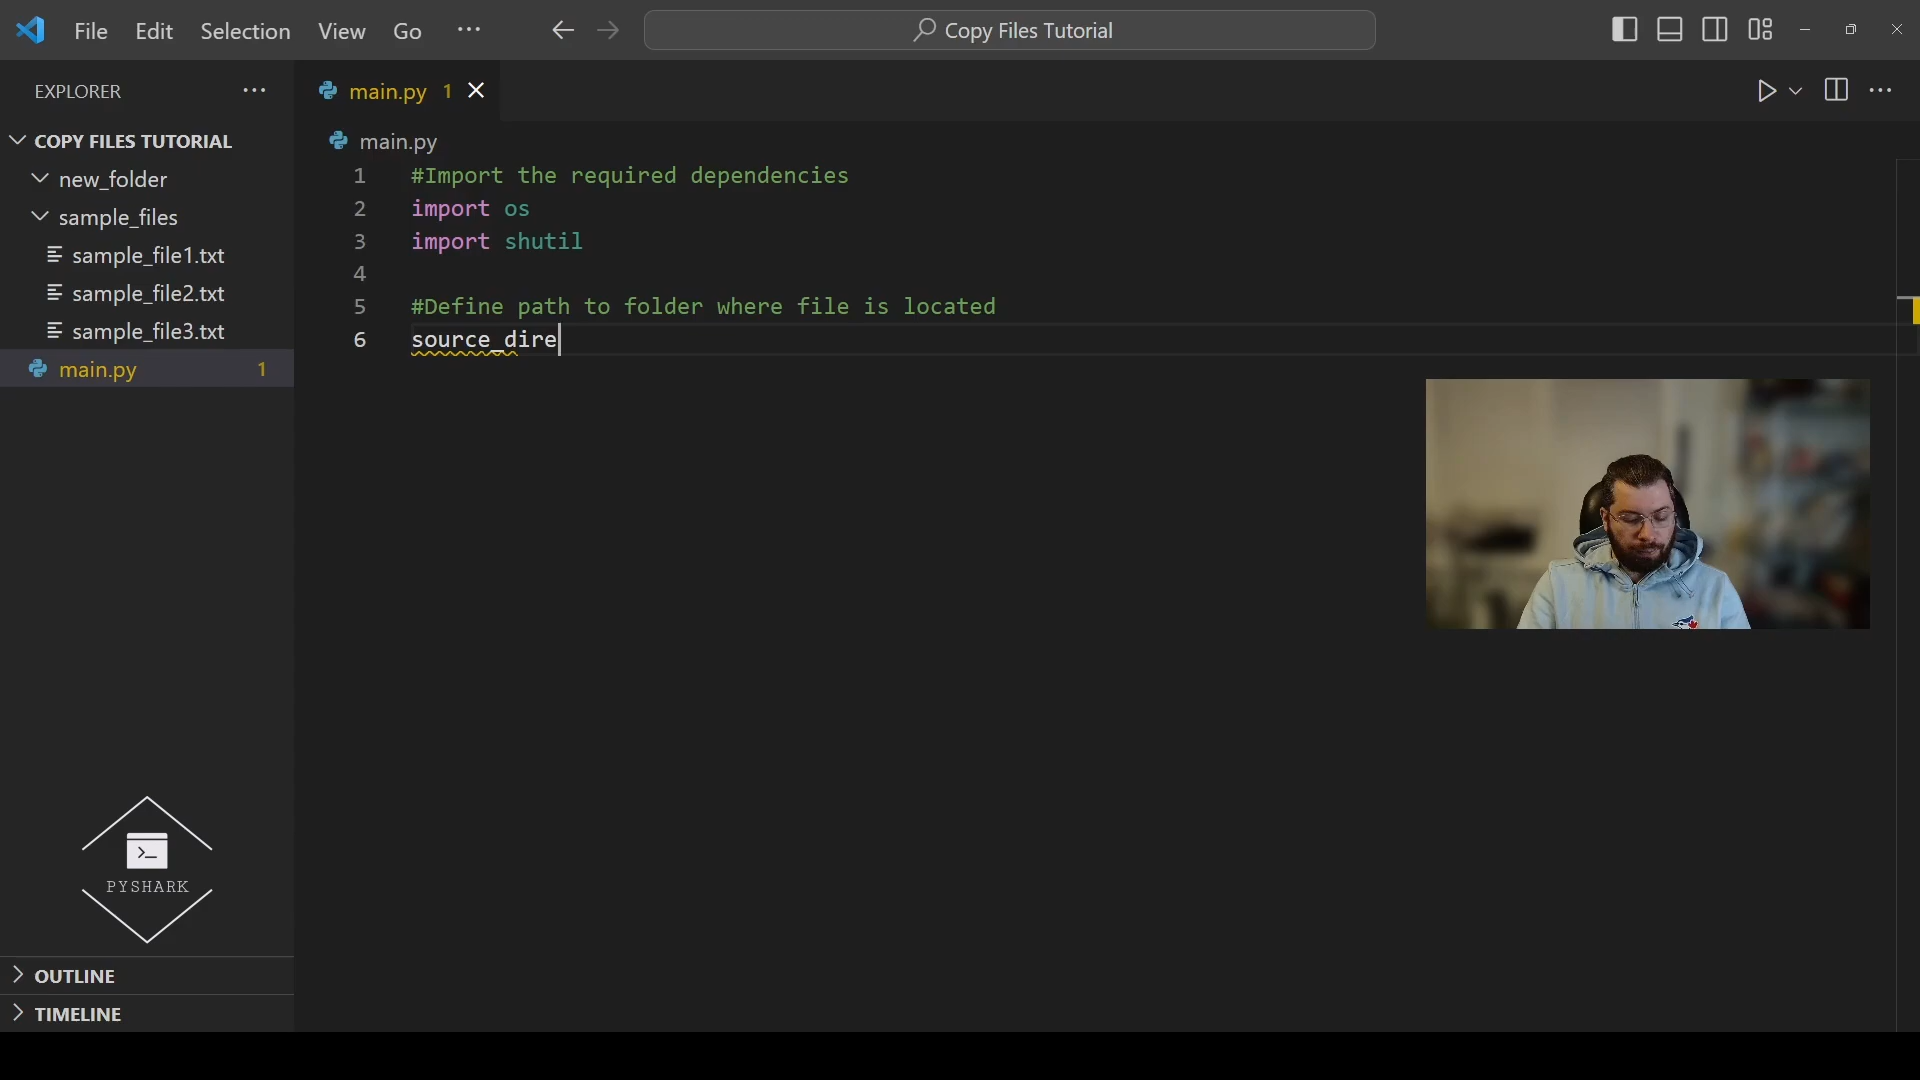 File Edit Selection View Go ···
Copy Files Tutorial
EXPLORER ···
main.py 1
COPY FILES TUTORIAL
main.py
new_folder
sample_files
sample_file1.txt
sample_file2.txt
sample_file3.txt
main.py 1
1 #Import the required dependencies
2 import os
3 import shutil
4
5 #Define path to folder where file is located
6 source_dire
>_
PYSHARK
OUTLINE
TIMELINE